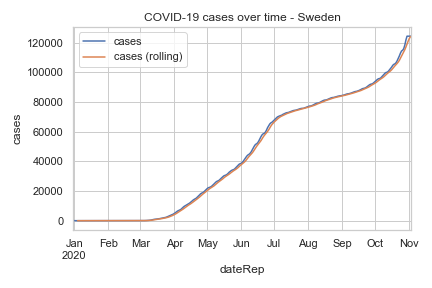 COVID-19 cases over time - Sweden
cases
cases (rolling)
120000
100000
80000
60000
40000
20000
0
cases
Jan Feb Mar Apr May Jun Jul Aug Sep Oct Nov
2020
dateRep